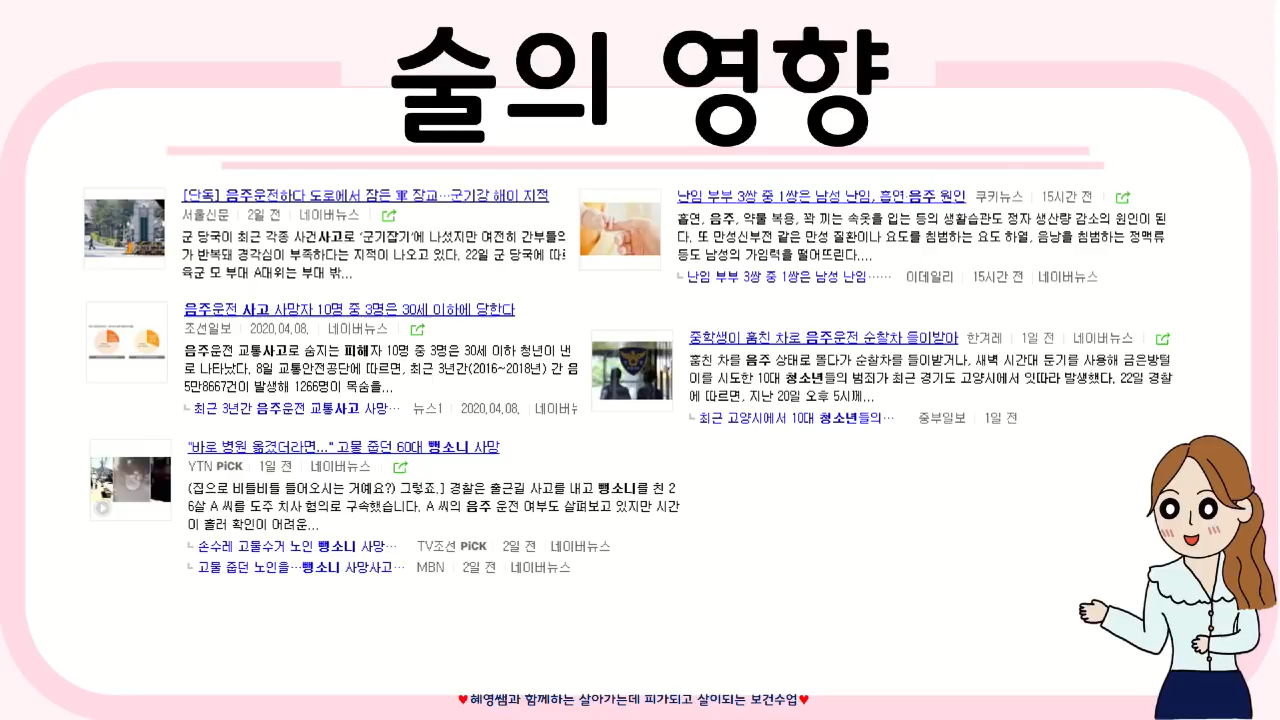 술의 영향
[단독] 음주운전하다 도로에서 잠든 軍 장교…군기강 해이 지적
서울신문 2일 전 네이버뉴스
군 당국이 최근 각종 사건사고로 '군기잡기'에 나섰지만 여전히 간부들의
가 반복돼 경각심이 부족하다는 지적이 나오고 있다. 22일 군 당국에 따르
육군 모 부대 A대위는 부대 밖...
음주운전 사고 사망자 10명 중 3명은 30세 이하에 당한다
조선일보 2020.04.08. 네이버뉴스
음주운전 교통사고로 숨지는 피해자 10명 중 3명은 30세 이하 청년이 낸
로 나타났다. 8일 교통안전공단에 따르면, 최근 3년간(2016~2018년) 간 음
5만8667건이 발생해 1266명이 목숨을...
최근 3년간 음주운전 교통사고 사망… 뉴스1 2020.04.08. 네이버뉴
"바로 병원 옮겼더라면..." 고물 줍던 60대 뺑소니 사망
YTN PiCK 1일 전 네이버뉴스
(집으로 비틀비틀 들어오시는 거예요?) 그렇죠.] 경찰은 출근길 사고를 내고 뺑소니를 친 2
6살 A 씨를 도주 치사 혐의로 구속했습니다. A 씨의 음주 운전 여부도 살펴보고 있지만 시간
이 흘러 확인이 어려운...
손수레 고물수거 노인 뺑소니 사망… TV조선 PiCK 2일 전 네이버뉴스
고물 줍던 노인을…뺑소니 사망사고… MBN 2일 전 네이버뉴스
난임 부부 3쌍 중 1쌍은 남성 난임, 흡연·음주 원인 쿠키뉴스 15시간 전
흡연, 음주, 약물 복용, 꽉 끼는 속옷을 입는 등의 생활습관도 정자 생산량 감소의 원인이 된
다. 또 만성신부전 같은 만성 질환이나 요도를 침범하는 요도 하열, 음낭을 침범하는 정맥류
등도 남성의 가임력을 떨어뜨린다....
난임 부부 3쌍 중 1쌍은 남성 난임…… 이데일리 15시간 전 네이버뉴스
중학생이 훔친 차로 음주운전 순찰차 들이받아 한겨레 1일 전 네이버뉴스
훔친 차를 음주 상태로 몰다가 순찰차를 들이받거나, 새벽 시간대 둔기를 사용해 금은방털
이를 시도한 10대 청소년들의 범죄가 최근 경기도 고양시에서 잇따라 발생했다. 22일 경찰
에 따르면, 지난 20일 오후 5시께...
최근 고양시에서 10대 청소년들의… 중부일보 1일 전
♥혜영쌤과 함께하는 살아가는데 피가되고 살이되는 보건수업♥